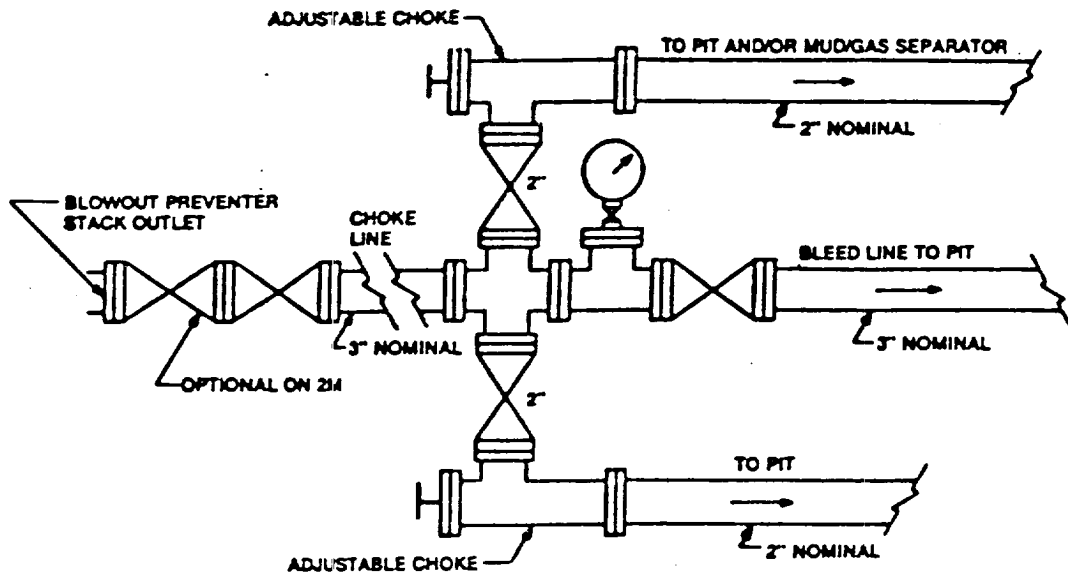 ADJUSTABLE CHOKE
TO PIT AND/OR MUD/GAS SEPARATOR
2" NOMINAL
2"
BLOWOUT PREVENTER
STACK OUTLET
CHOKE
LINE
BLEED LINE TO PIT
3" NOMINAL
3" NOMINAL
OPTIONAL ON 2M
2"
TO PIT
2" NOMINAL
ADJUSTABLE CHOKE